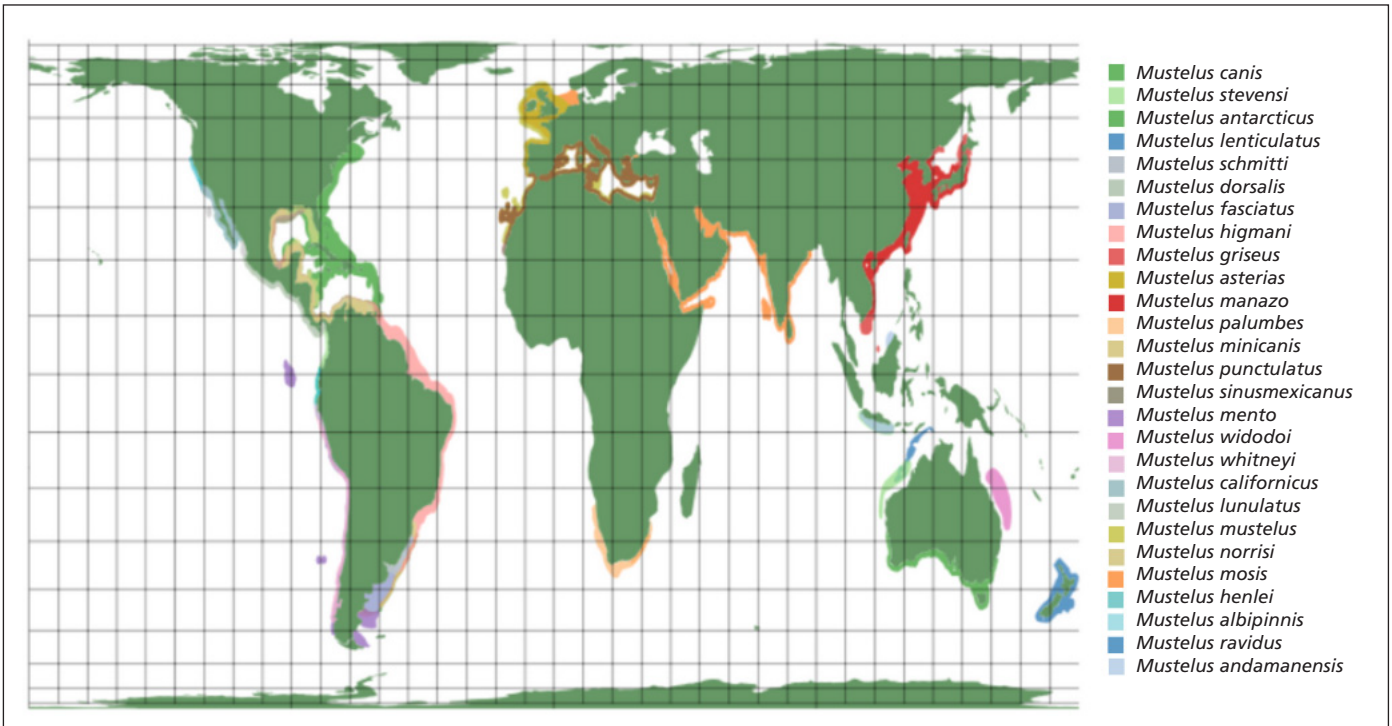 Mustelus canis
Mustelus stevensi
Mustelus antarcticus
Mustelus lenticulatus
Mustelus schmitti
Mustelus dorsalis
Mustelus fasciatus
Mustelus higmani
Mustelus griseus
Mustelus asterias
Mustelus manazo
Mustelus palumbes
Mustelus minicanis
Mustelus punctulatus
Mustelus sinusmexicanus
Mustelus mento
Mustelus widodoi
Mustelus whitneyi
Mustelus californicus
Mustelus lunulatus
Mustelus mustelus
Mustelus norrisi
Mustelus mosis
Mustelus henlei
Mustelus albipinnis
Mustelus ravidus
Mustelus andamanensis